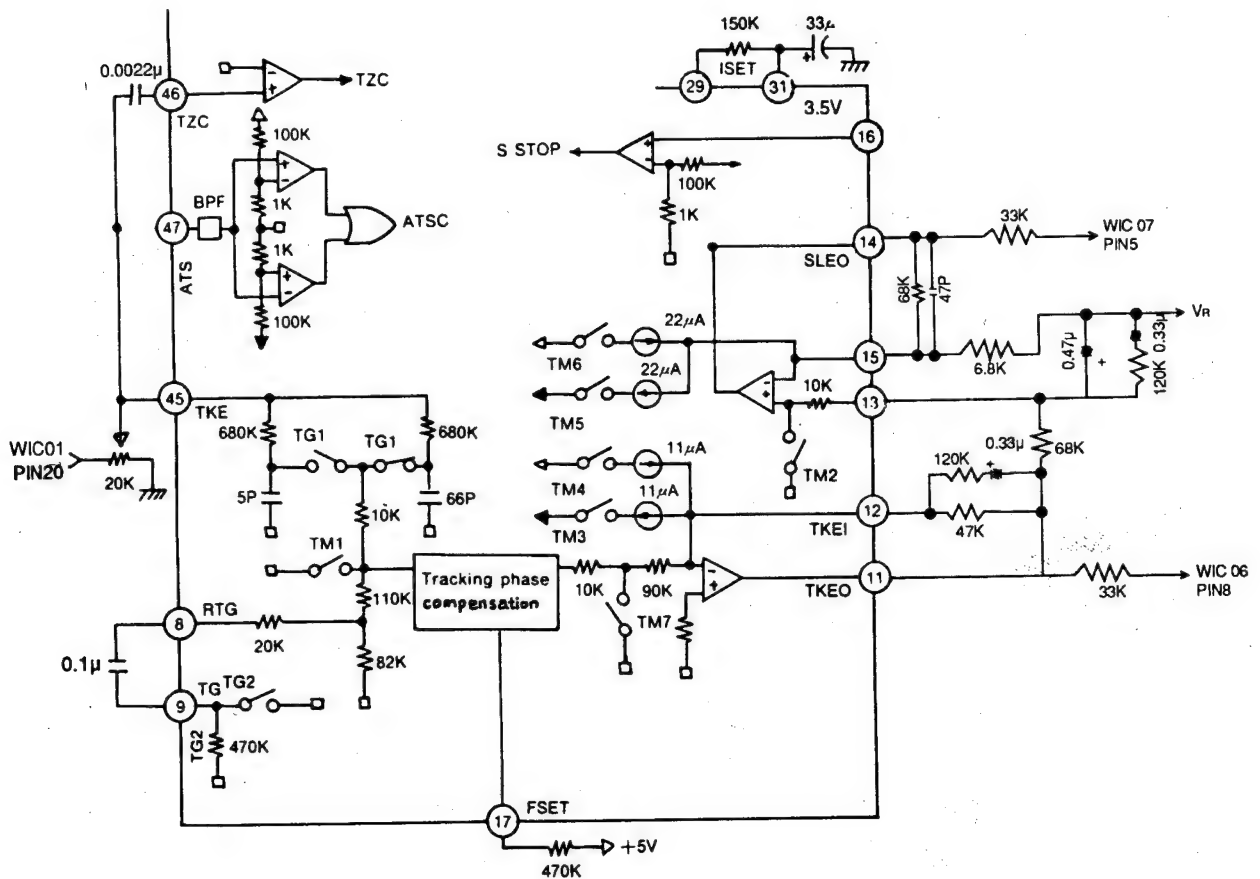 150K
33μ
+
ISET
29
31
3.5V
0.0022μ
46
TZC
-
+
TZC
100K
16
S STOP
+
-
100K
1K
BPF
+
-
1K
ATSC
47
ATS
1K
+
-
100K
14
SLEO
33K
WIC 07
PIN5
68K
47P
22μA
TM6
22μA
TM5
15
6.8K
0.47μ
+
120K
0.33μ
VR
-
+
10K
13
TM2
45
TKE
680K
TG1
TG1
680K
WIC01
PIN20
20K
5P
66P
10K
11μA
TM4
11μA
TM3
12
TKEI
120K
0.33μ
+
68K
47K
TM1
Tracking phase
compensation
10K
90K
-
+
TM7
11
TKEO
33K
WIC 06
PIN8
110K
RTG
8
20K
82K
0.1μ
9
TG
TG2
TG2
470K
FSET
17
470K
+5V